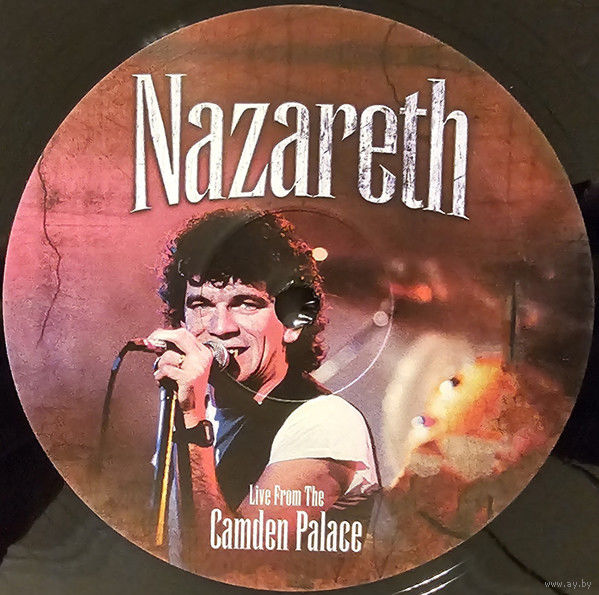 Nazareth
Live From The
Camden Palace
www.ay.by